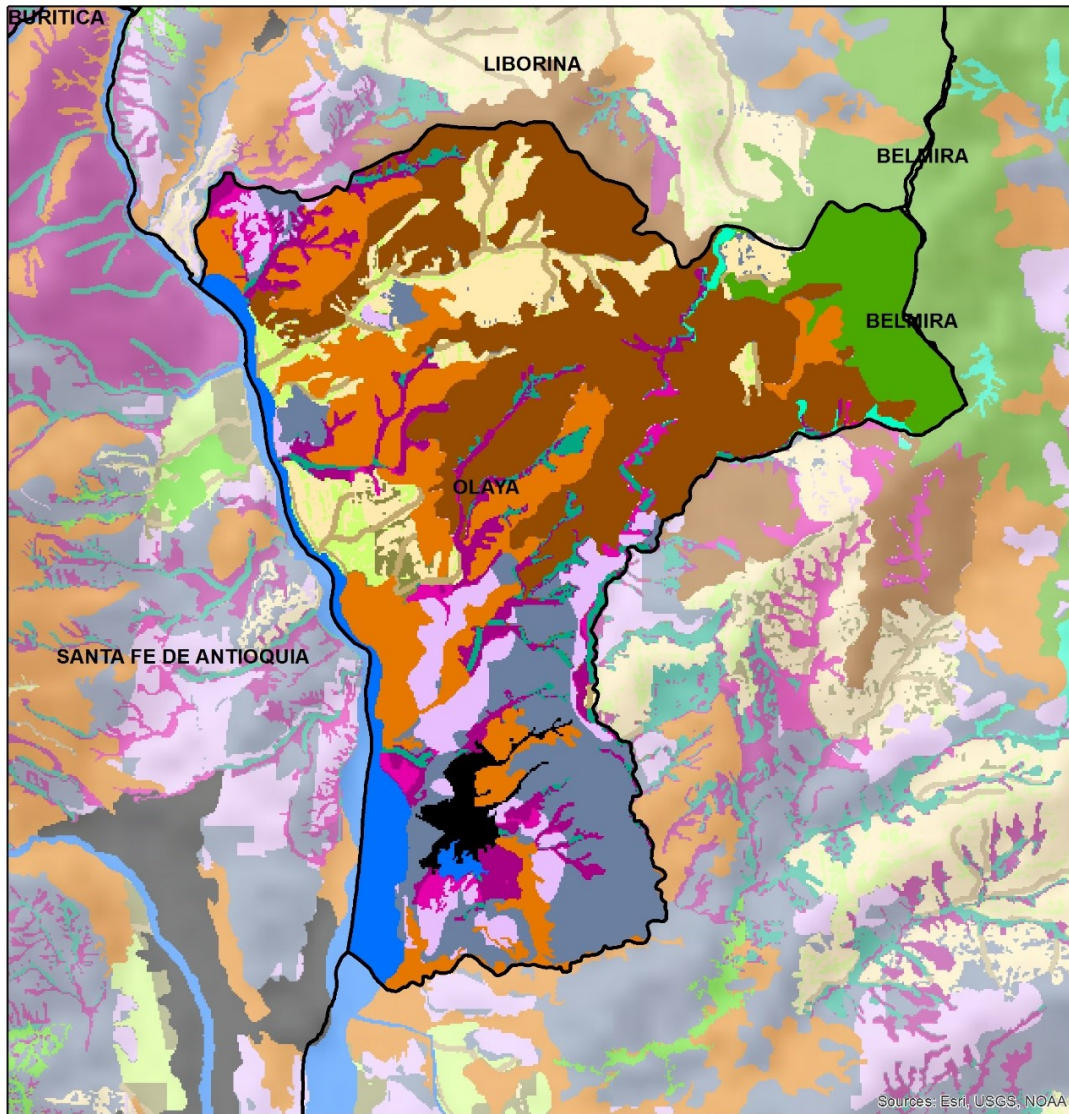 BURITICA
LIBORINA
BELMIRA
BELMIRA
OLAYA
SANTA FE DE ANTIOQUIA
Sources: Esri, USGS, NOAA